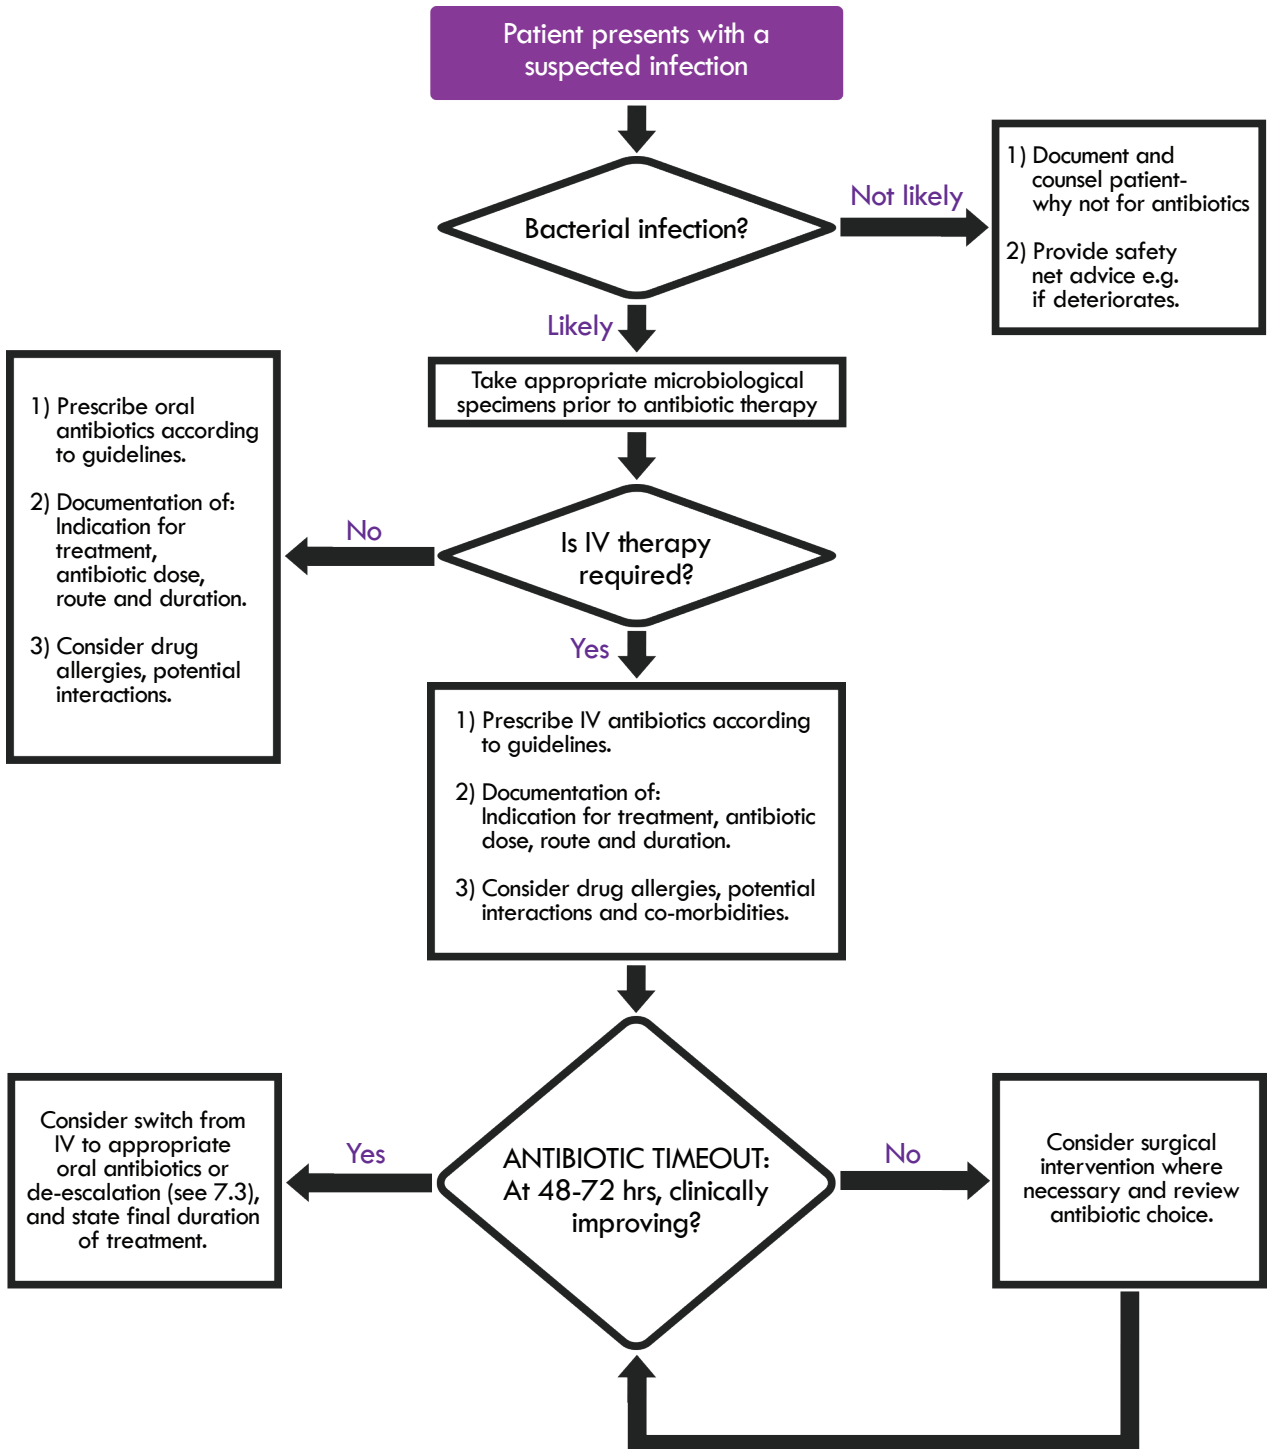 Patient presents with a
suspected infection
Bacterial infection?
Not likely
1) Document and
counsel patient-
why not for antibiotics
2) Provide safety
net advice e.g.
if deteriorates.
Likely
Take appropriate microbiological
specimens prior to antibiotic therapy
Is IV therapy
required?
No
1) Prescribe oral
antibiotics according
to guidelines.
2) Documentation of:
Indication for
treatment,
antibiotic dose,
route and duration.
3) Consider drug
allergies, potential
interactions.
Yes
1) Prescribe IV antibiotics according
to guidelines.
2) Documentation of:
Indication for treatment, antibiotic
dose, route and duration.
3) Consider drug allergies, potential
interactions and co-morbidities.
ANTIBIOTIC TIMEOUT:
At 48-72 hrs, clinically
improving?
Yes
Consider switch from
IV to appropriate
oral antibiotics or
de-escalation (see 7.3),
and state final duration
of treatment.
No
Consider surgical
intervention where
necessary and review
antibiotic choice.